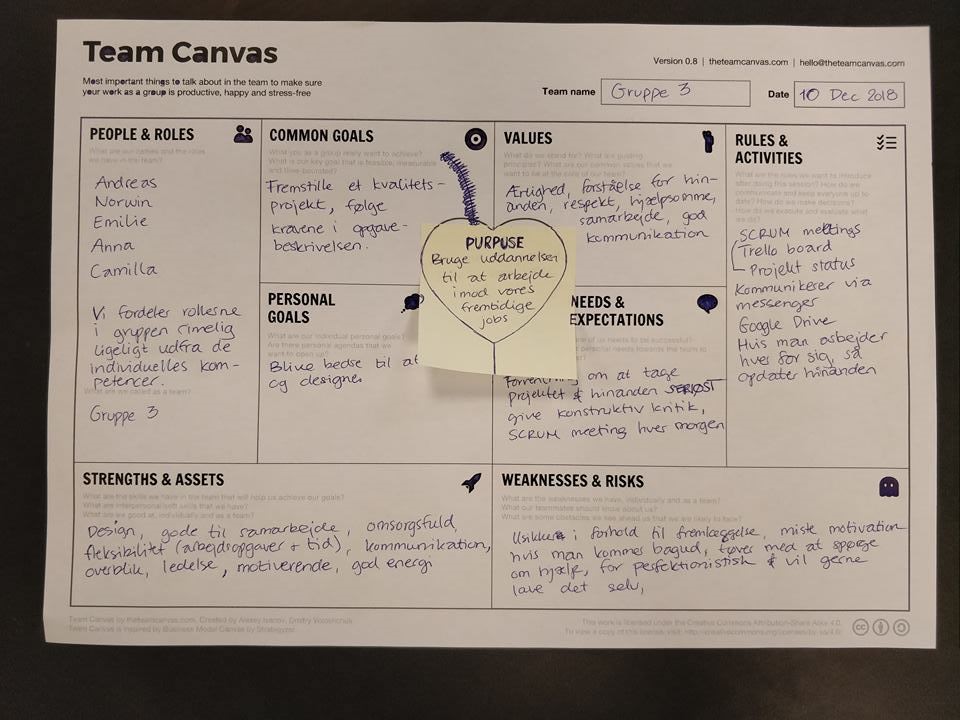 Team Canvas
Most important things to talk about in the team to make sure
your work as a group is productive, happy and stress-free
Version 0.8 | theteamcanvas.com | hello@theteamcanvas.com
Team name Gruppe 3
Date 10 Dec 2018
PEOPLE & ROLES
What are our names and the roles
we have in the team?
Andreas
Norwin
Emilie
Anna
Camilla
Vi fordeler rollerne
i gruppen rimelig
ligeligt udfra de
individuelles kom-
petencer.
What are we called as a team?
Gruppe 3
COMMON GOALS
What you as a group really want to achieve?
What is our key goal that is feasible, measurable
and time-bounded?
Fremstille et kvalitets-
projekt, følge
kravene i opgave-
beskrivelsen.
PERSONAL
GOALS
What are our individual personal goals?
Are there personal agendas that we
want to open up?
Blive bedre til at
og designe
PURPUSE
Bruge uddannelsen
til at arbejde
imod vores
fremtidige
jobs
VALUES
What do we stand for? What are guiding
principles? What are our common values that we
want to be at the core of our team?
Ærlighed, forståelse for hin-
anden, respekt, hjælpsomme,
samarbejde, god
kommunikation
NEEDS &
EXPECTATIONS
of us need to be successful?
personal needs towards the team to
om at tage
projektet & hinanden SERIØST
give konstruktiv kritik,
SCRUM meeting hver morgen
RULES &
ACTIVITIES
What are the rules we want to introduce
after doing this session? How do we
communicate and keep everyone up to
date? How do we make decisions?
How do we execute and evaluate what
we do?
SCRUM meetings
Trello board
- Projekt status
Kommunikerer via
messenger
Google Drive
Hvis man arbejder
hver for sig, så
opdater hinanden
STRENGTHS & ASSETS
What are the skills we have in the team that will help us achieve our goals?
What are interpersonal/soft skills that we have?
What are we good at, individually and as a team?
Design, gode til samarbejde, omsorgsfuld,
fleksibilitet (arbejdsopgaver + tid), kommunikation,
overblik, ledelse, motiverende, god energi
WEAKNESSES & RISKS
What are the weaknesses we have, individually and as a team?
What our teammates should know about us?
What are some obstacles we see ahead us that we are likely to face?
Usikker i forhold til fremlæggelse, miste motivation
hvis man kommer bagud, tøver med at spørge
om hjælp, for perfektionistisk & vil gerne
lave det selv,
Team Canvas by theteamcanvas.com. Created by Alexey Ivanov, Dmitry Voloshchuk
Team Canvas is inspired by Business Model Canvas by Strategyzer.
This work is licensed under the Creative Commons Attribution-Share Alike 4.0.
To view a copy of this license, visit: http://creativecommons.org/licenses/by-sa/4.0/